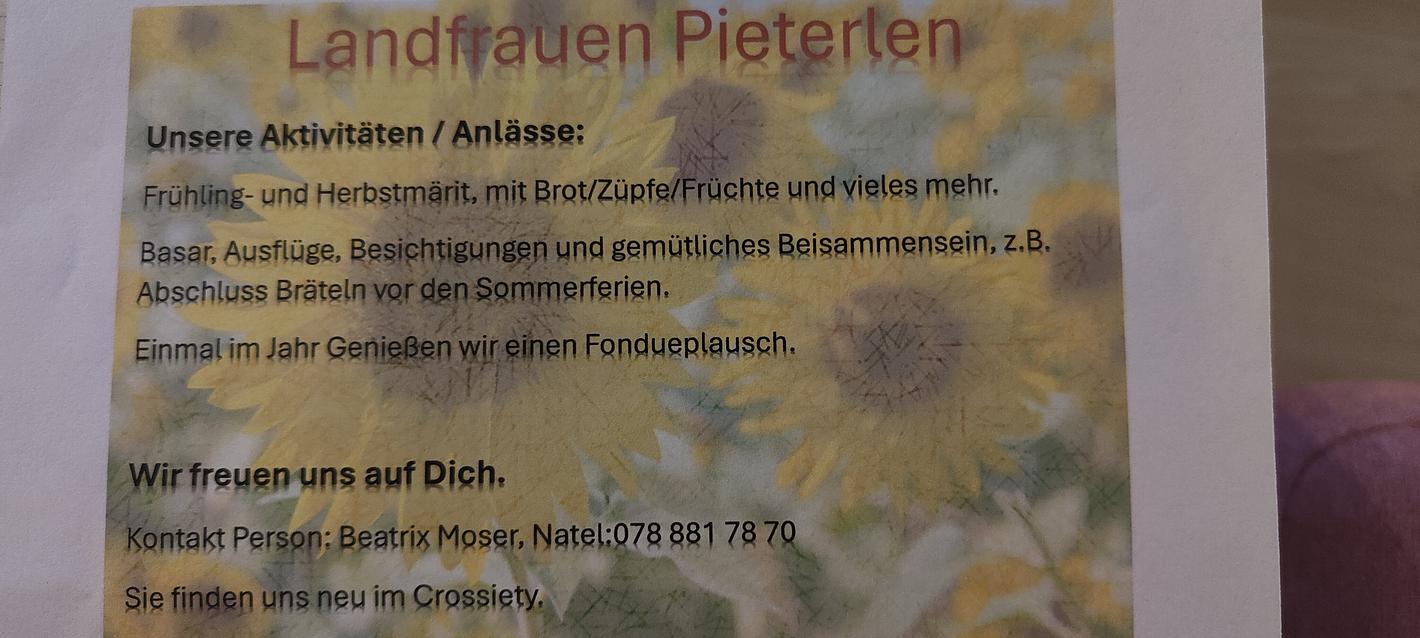 Landfrauen Pieterlen
Unsere Aktivitäten / Anlässe:
Frühling- und Herbstmärit, mit Brot/Züpfe/Früchte und vieles mehr.
Basar, Ausflüge, Besichtigungen und gemütliches Beisammensein, z.B.
Abschluss Bräteln vor den Sommerferien.
Einmal im Jahr Genießen wir einen Fondueplausch.
Wir freuen uns auf Dich.
Kontakt Person: Beatrix Moser, Natel:078 881 78 70
Sie finden uns neu im Crossiety.